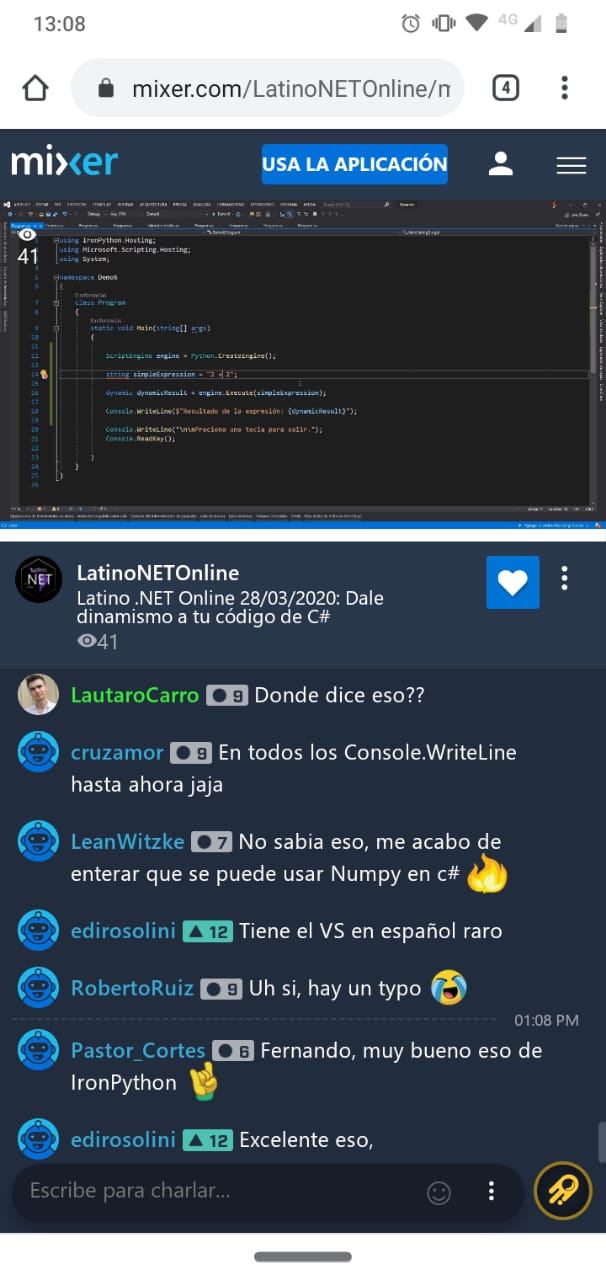 13:08
4G
mixer.com/LatinoNETOnline/m
4
mixer
USA LA APLICACIÓN
41
using IronPython.Hosting;
using Microsoft.Scripting.Hosting;
using System;
namespace Demo6
{
0 referencias
class Program
{
0 referencias
static void Main(string[] args)
{
ScriptEngine engine = Python.CreateEngine();
string simpleExpression = "2 + 2";
dynamic dynamicResult = engine.Execute(simpleExpression);
Console.WriteLine($"Resultado de la expresión: {dynamicResult}");
Console.WriteLine("\n\nPreciona una tecla para salir.");
Console.ReadKey();
}
}
}
Latino
.NET
LatinoNETOnline
Latino .NET Online 28/03/2020: Dale
dinamismo a tu código de C#
41
LautaroCarro 9 Donde dice eso??
cruzamor 9 En todos los Console.WriteLine
hasta ahora jaja
LeanWitzke 7 No sabia eso, me acabo de
enterar que se puede usar Numpy en c#
edirosolini 12 Tiene el VS en español raro
RobertoRuiz 9 Uh si, hay un typo
01:08 PM
Pastor_Cortes 6 Fernando, muy bueno eso de
IronPython
edirosolini 12 Excelente eso,
Escribe para charlar...